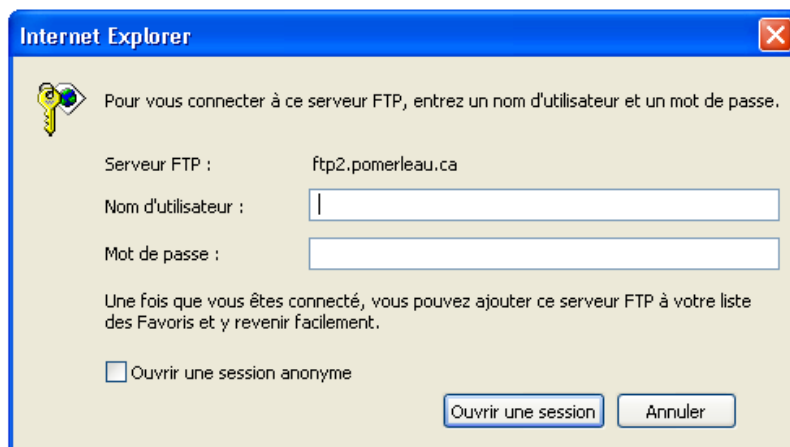 Internet Explorer
Pour vous connecter à ce serveur FTP, entrez un nom d'utilisateur et un mot de passe.
Serveur FTP : ftp2.pomerleau.ca
Nom d'utilisateur :
Mot de passe :
Une fois que vous êtes connecté, vous pouvez ajouter ce serveur FTP à votre liste
des Favoris et y revenir facilement.
Ouvrir une session anonyme
Ouvrir une session Annuler